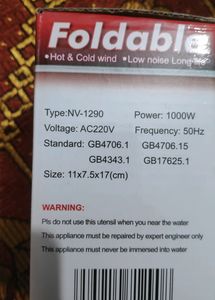 Foldable
• Hot & Cold wind • Low noise Long
Type:NV-1290 Power: 1000W
Voltage: AC220V Frequency: 50Hz
Standard: GB4706.1 GB4706.15
GB4343.1 GB17625.1
Size: 11x7.5x17(cm)
WARNING:
Pls do not use this utensil when you near the water
This appliance must be repaired by expert engineer only
This appliance must never be immersed into water